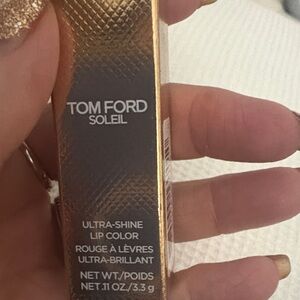 TOM FORD
SOLEIL
ULTRA-SHINE
LIP COLOR
ROUGE À LÈVRES
ULTRA-BRILLANT
NET WT./POIDS
NET .11 OZ./3.3 g